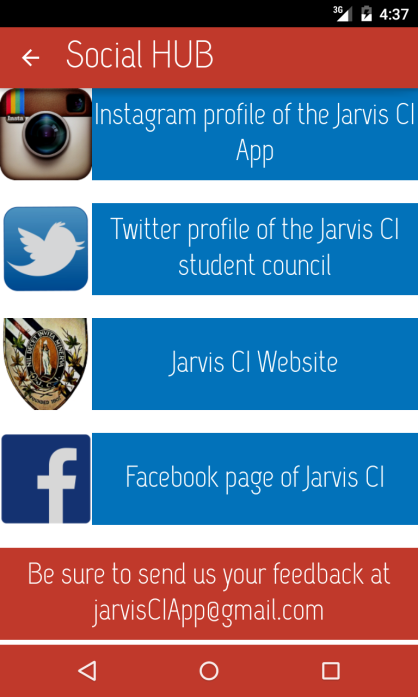 3G 4:37
Social HUB
Insta
Instagram profile of the Jarvis CI
App
Twitter profile of the Jarvis CI
student council
Jarvis CI Website
Facebook page of Jarvis CI
Be sure to send us your feedback at
jarvisCIApp@gmail.com